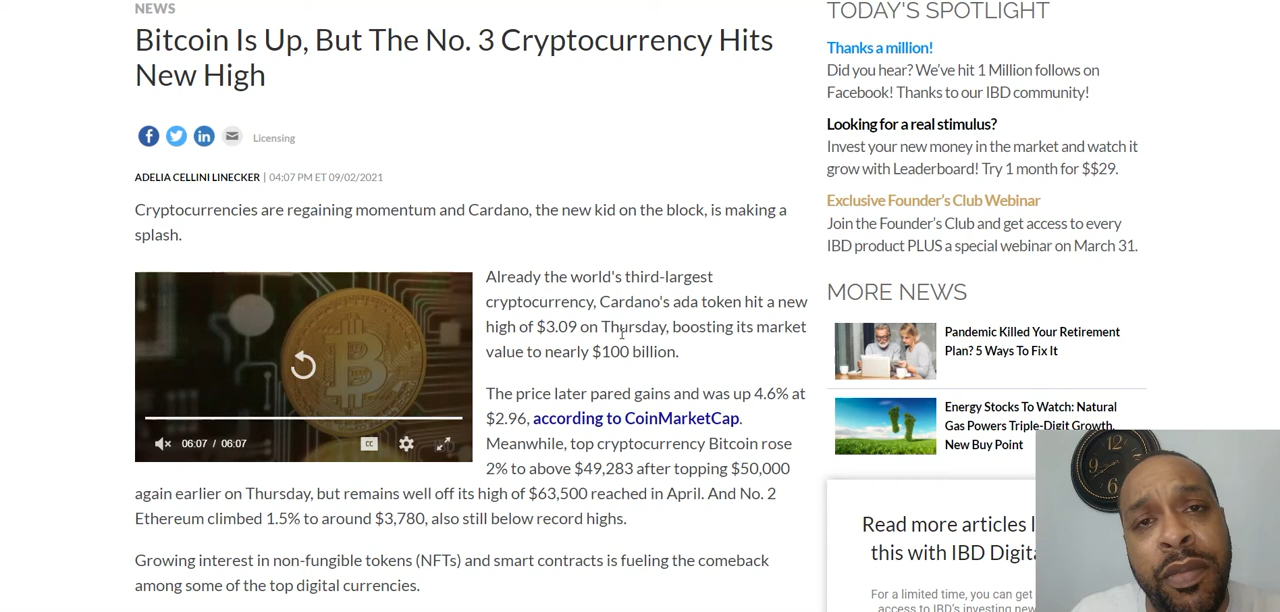 NEWS
Bitcoin Is Up, But The No. 3 Cryptocurrency Hits
New High
Licensing
ADELIA CELLINI LINECKER | 04:07 PM ET 09/02/2021
Cryptocurrencies are regaining momentum and Cardano, the new kid on the block, is making a
splash.
06:07 / 06:07
CC
Already the world's third-largest
cryptocurrency, Cardano's ada token hit a new
high of $3.09 on Thursday, boosting its market
value to nearly $100 billion.
The price later pared gains and was up 4.6% at
$2.96, according to CoinMarketCap.
Meanwhile, top cryptocurrency Bitcoin rose
2% to above $49,283 after topping $50,000
again earlier on Thursday, but remains well off its high of $63,500 reached in April. And No. 2
Ethereum climbed 1.5% to around $3,780, also still below record highs.
Growing interest in non-fungible tokens (NFTs) and smart contracts is fueling the comeback
among some of the top digital currencies.
TODAY'S SPOTLIGHT
Thanks a million!
Did you hear? We've hit 1 Million follows on
Facebook! Thanks to our IBD community!
Looking for a real stimulus?
Invest your new money in the market and watch it
grow with Leaderboard! Try 1 month for $$29.
Exclusive Founder's Club Webinar
Join the Founder's Club and get access to every
IBD product PLUS a special webinar on March 31.
MORE NEWS
Pandemic Killed Your Retirement
Plan? 5 Ways To Fix It
Energy Stocks To Watch: Natural
Gas Powers Triple-Digit Growth,
New Buy Point
12
9
6
Read more articles l
this with IBD Digita
For a limited time, you can get
access to IBD's investing new